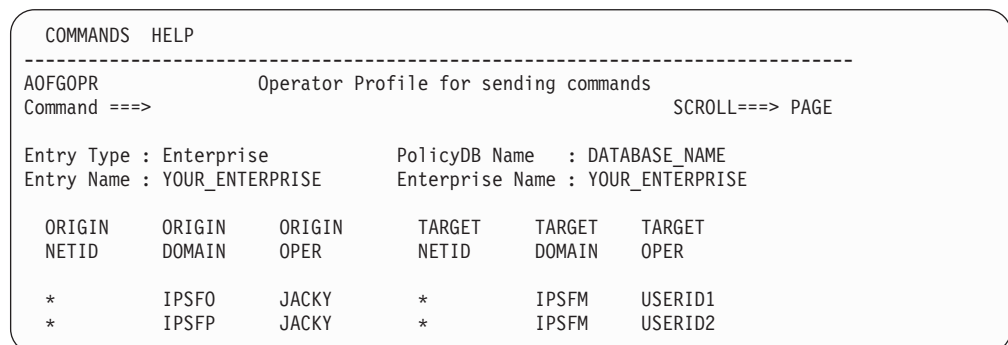 COMMANDS HELP
-------------------------------------------------------------------------------
AOFGOPR Operator Profile for sending commands
Command ===> SCROLL===> PAGE
Entry Type : Enterprise PolicyDB Name : DATABASE_NAME
Entry Name : YOUR_ENTERPRISE Enterprise Name : YOUR_ENTERPRISE
ORIGIN ORIGIN ORIGIN TARGET TARGET TARGET
NETID DOMAIN OPER NETID DOMAIN OPER
* IPSFO JACKY * IPSFM USERID1
* IPSFP JACKY * IPSFM USERID2